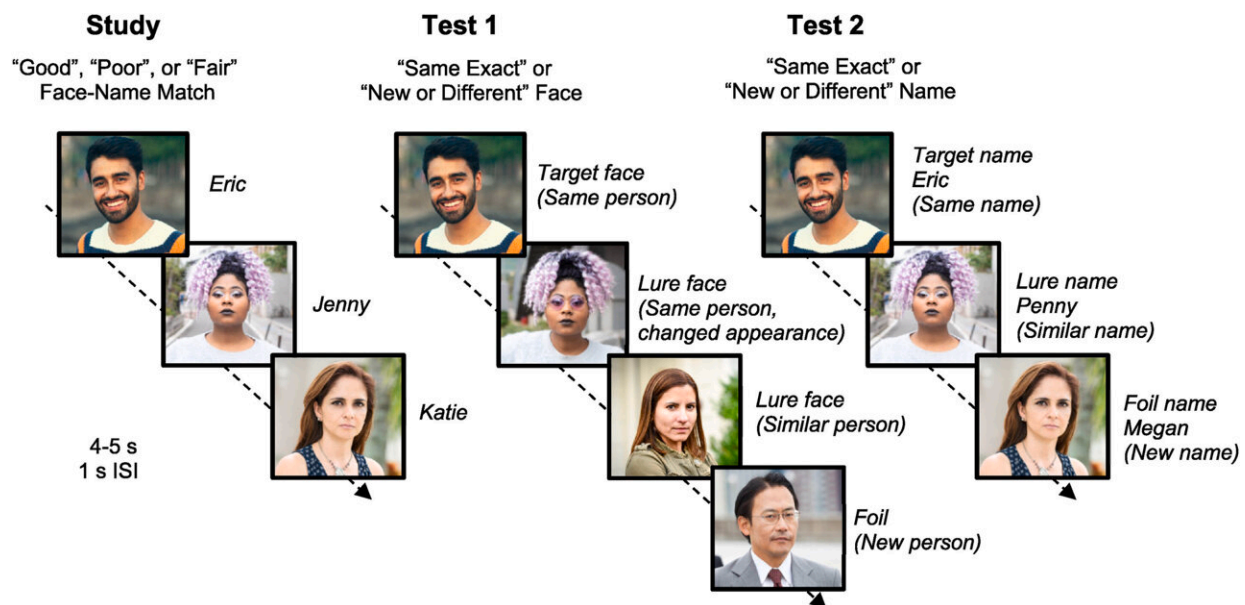 Study
"Good", "Poor", or "Fair"
Face-Name Match
Eric
Jenny
Katie
4-5 s
1 s ISI
Test 1
"Same Exact" or
"New or Different" Face
Target face
(Same person)
Lure face
(Same person,
changed appearance)
Lure face
(Similar person)
Foil
(New person)
Test 2
"Same Exact" or
"New or Different" Name
Target name
Eric
(Same name)
Lure name
Penny
(Similar name)
Foil name
Megan
(New name)